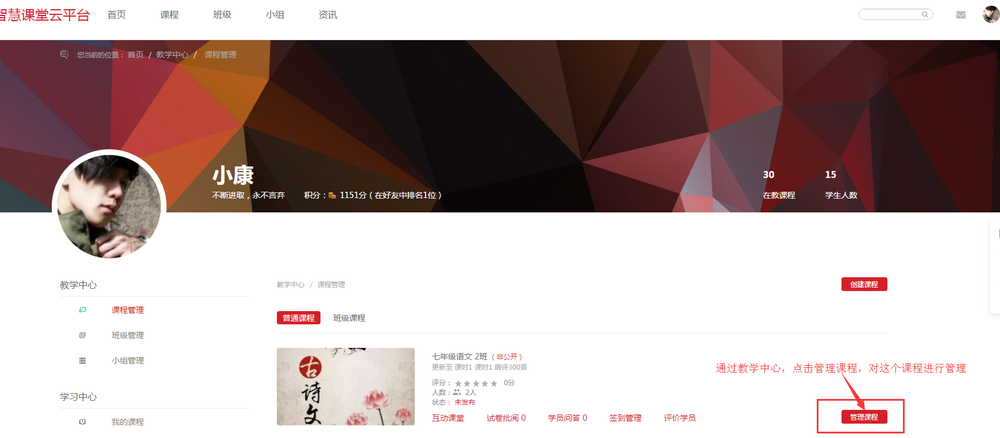 智慧课堂云平台 首页 课程 班级 小组 资讯
您当前的位置： 首页 / 教学中心 / 课程管理
小康
30 15
不断进取，永不言弃 积分： 1151分（在好友中排名1位） 在教课程 学生人数
教学中心
课程管理
班级管理
小组管理
学习中心
我的课程
教学中心 / 课程管理 创建课程
普通课程 班级课程
古诗文
七年级语文 2班（非公开）
更新至 课时1 课时1 唐诗300首
评分： 0分
人数： 2人
状态： 未发布
互动课堂 试卷批阅 0 学员问答 0 签到管理 评价学员
通过教学中心，点击管理课程，对这个课程进行管理
管理课程